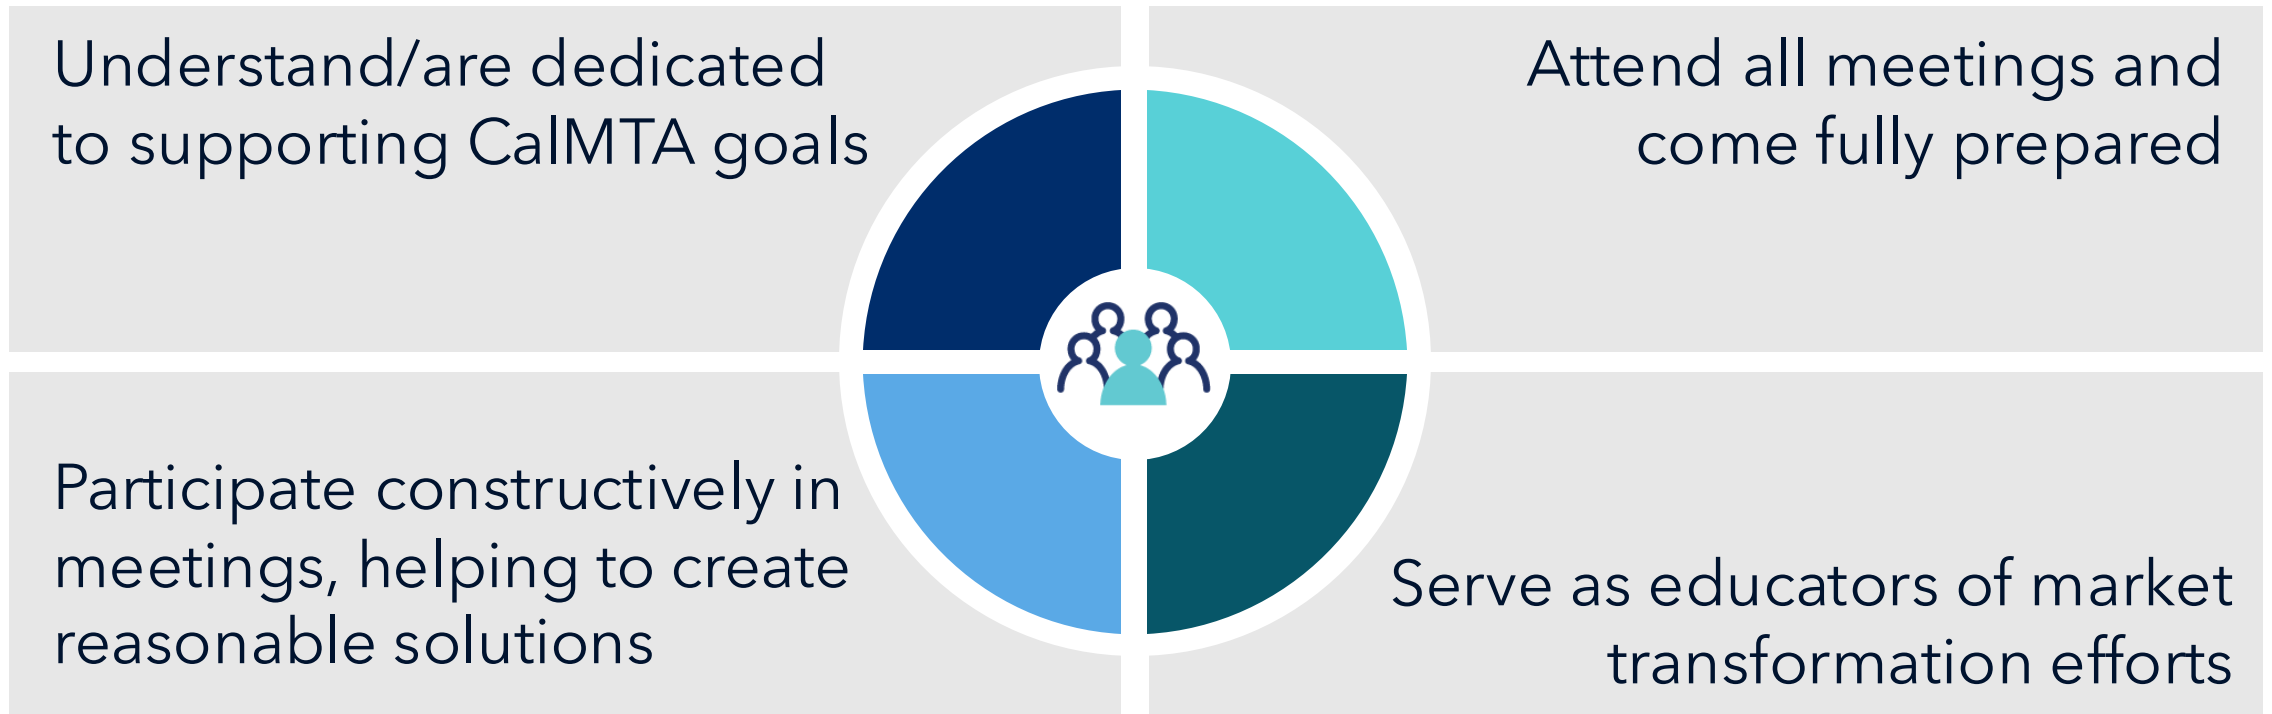 Understand/are dedicated
to supporting CalMTA goals
Attend all meetings and
come fully prepared
Participate constructively in
meetings, helping to create
reasonable solutions
Serve as educators of market
transformation efforts